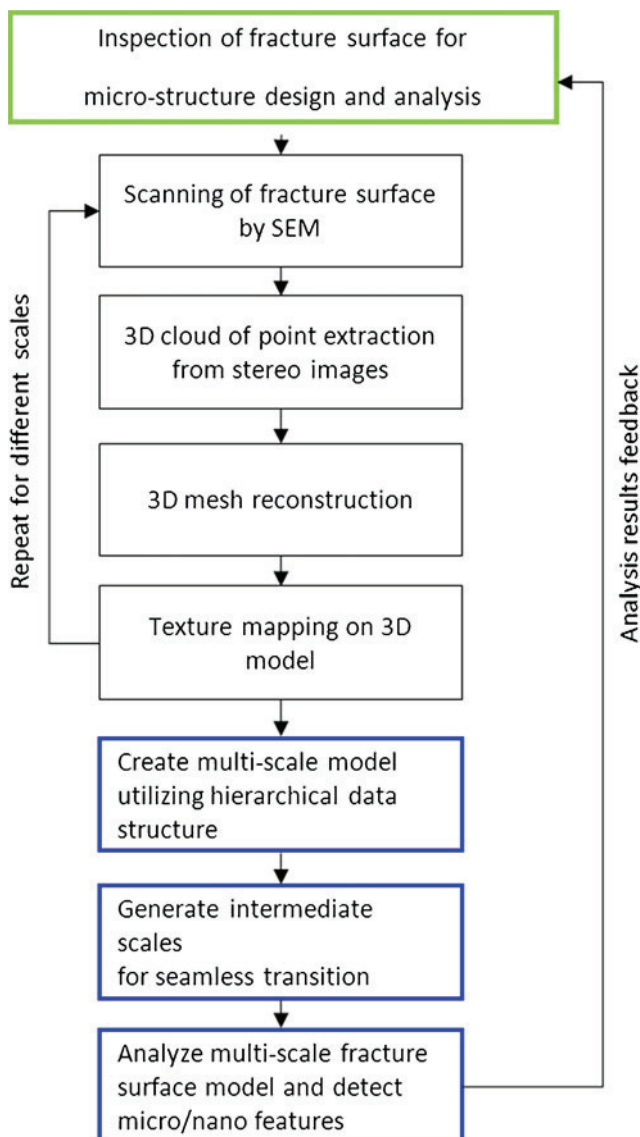 Inspection of fracture surface for
micro-structure design and analysis
Scanning of fracture surface
by SEM
3D cloud of point extraction
from stereo images
3D mesh reconstruction
Texture mapping on 3D
model
Create multi-scale model
utilizing hierarchical data
structure
Generate intermediate
scales
for seamless transition
Analyze multi-scale fracture
surface model and detect
micro/nano features
Repeat for different scales
Analysis results feedback